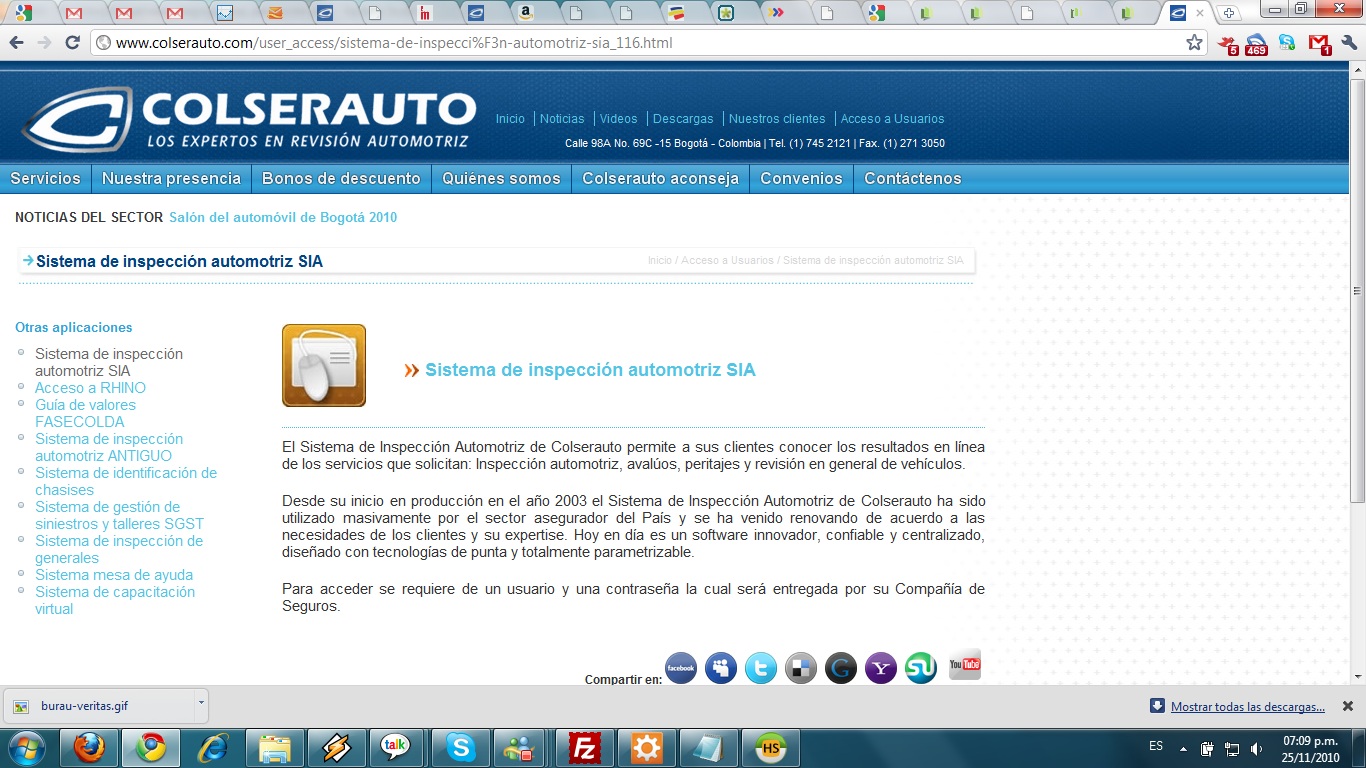 www.colserauto.com/user_access/sistema-de-inspecci%F3n-automotriz-sia_116.html
5
469
1
COLSERAUTO
LOS EXPERTOS EN REVISIÓN AUTOMOTRIZ
Inicio | Noticias | Videos | Descargas | Nuestros clientes | Acceso a Usuarios
Calle 98A No. 69C -15 Bogotá - Colombia | Tel. (1) 745 2121 | Fax. (1) 271 3050
Servicios Nuestra presencia Bonos de descuento Quiénes somos Colserauto aconseja Convenios Contáctenos
NOTICIAS DEL SECTOR Salón del automóvil de Bogotá 2010
Sistema de inspección automotriz SIA
Inicio / Acceso a Usuarios / Sistema de inspección automotriz SIA
Otras aplicaciones
Sistema de inspección
automotriz SIA
Acceso a RHINO
Guía de valores
FASECOLDA
Sistema de inspección
automotriz ANTIGUO
Sistema de identificación de
chasises
Sistema de gestión de
siniestros y talleres SGST
Sistema de inspección de
generales
Sistema mesa de ayuda
Sistema de capacitación
virtual
Sistema de inspección automotriz SIA
El Sistema de Inspección Automotriz de Colserauto permite a sus clientes conocer los resultados en línea
de los servicios que solicitan: Inspección automotriz, avalúos, peritajes y revisión en general de vehículos.
Desde su inicio en producción en el año 2003 el Sistema de Inspección Automotriz de Colserauto ha sido
utilizado masivamente por el sector asegurador del País y se ha venido renovando de acuerdo a las
necesidades de los clientes y su expertise. Hoy en día es un software innovador, confiable y centralizado,
diseñado con tecnologías de punta y totalmente parametrizable.
Para acceder se requiere de un usuario y una contraseña la cual será entregada por su Compañía de
Seguros.
Compartir en:
facebook
You Tube
burau-veritas.gif
Mostrar todas las descargas...
talk
Fz
HS
ES
07:09 p.m.
25/11/2010